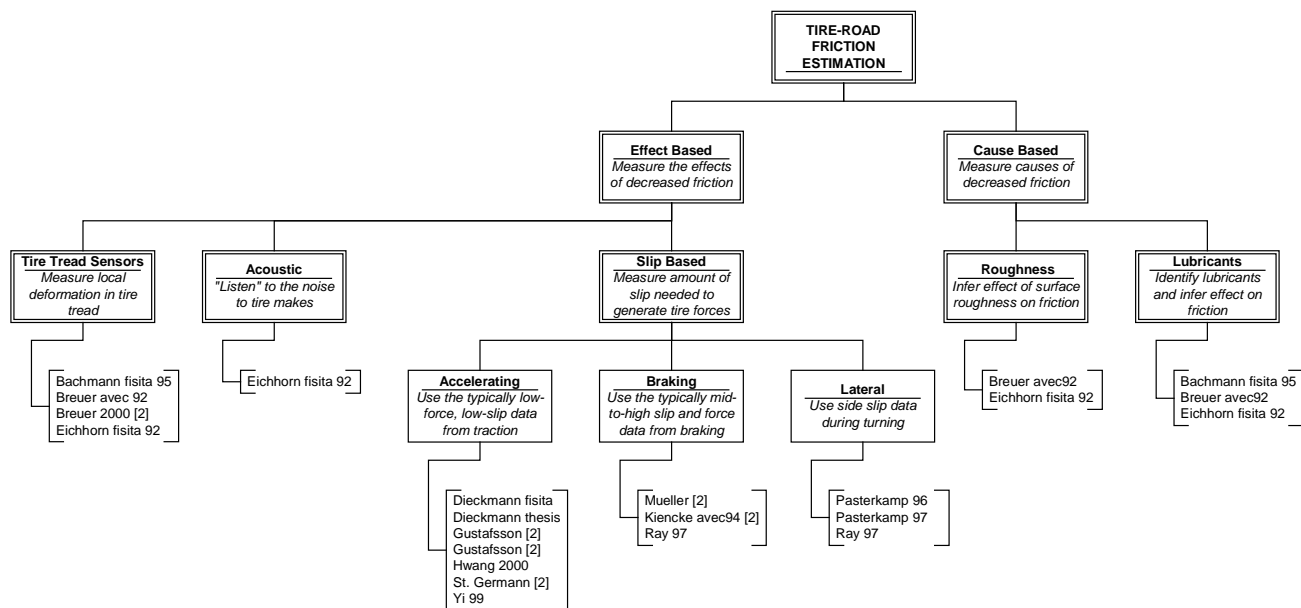 TIRE-ROAD
FRICTION
ESTIMATION
Effect Based
Measure the effects
of decreased friction
Cause Based
Measure causes of
decreased friction
Tire Tread Sensors
Measure local
deformation in tire
tread
Acoustic
"Listen" to the noise
to tire makes
Slip Based
Measure amount of
slip needed to
generate tire forces
Roughness
Infer effect of surface
roughness on friction
Lubricants
Identify lubricants
and infer effect on
friction
Bachmann fisita 95
Breuer avec 92
Breuer 2000 [2]
Eichhorn fisita 92
Eichhorn fisita 92
Accelerating
Use the typically low-
force, low-slip data
from traction
Braking
Use the typically mid-
to-high slip and force
data from braking
Lateral
Use side slip data
during turning
Breuer avec92
Eichhorn fisita 92
Bachmann fisita 95
Breuer avec92
Eichhorn fisita 92
Dieckmann fisita
Dieckmann thesis
Gustafsson [2]
Gustafsson [2]
Hwang 2000
St. Germann [2]
Yi 99
Mueller [2]
Kiencke avec94 [2]
Ray 97
Pasterkamp 96
Pasterkamp 97
Ray 97